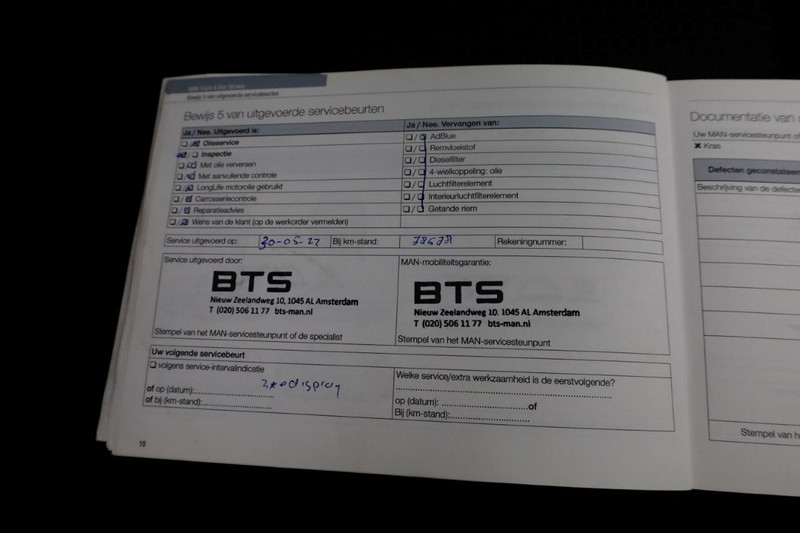 Bewijs 5 van uitgevoerde servicebeurten
Bewijs 5 van uitgevoerde servicebeurten
Ja / Nee. Uitgevoerd is:
Olieservice
Inspectie
Met olie verversen
Met aanvullende controle
LongLife motorolie gebruikt
Carrosseriecontrole
Reparatieadvies
Wens van de klant (op de werkorder vermelden)
Ja / Nee. Vervangen van:
AdBlue
Remvloeistof
Dieselfilter
4-wielkoppeling: olie
Luchtfilterelement
Interieurluchtfilterelement
Getande riem
Service uitgevoerd op: 30-05-22 Bij km-stand: Rekeningnummer:
Service uitgevoerd door:
BTS
Nieuw Zeelandweg 10, 1045 AL Amsterdam
T (020) 506 11 77 bts-man.nl
Stempel van het MAN-servicesteunpunt of de specialist
MAN-mobiliteitsgarantie:
BTS
Nieuw Zeelandweg 10, 1045 AL Amsterdam
T (020) 506 11 77 bts-man.nl
Stempel van het MAN-servicesteunpunt
Uw volgende servicebeurt
volgens service-intervalindicatie
of op (datum):
of bij (km-stand):
Welke service/extra werkzaamheid is de eerstvolgende?
op (datum): of
Bij (km-stand):
Documentatie van
Uw MAN-servicesteunpunt
Kras
Defecten
Beschrijving van de
Stempel van het